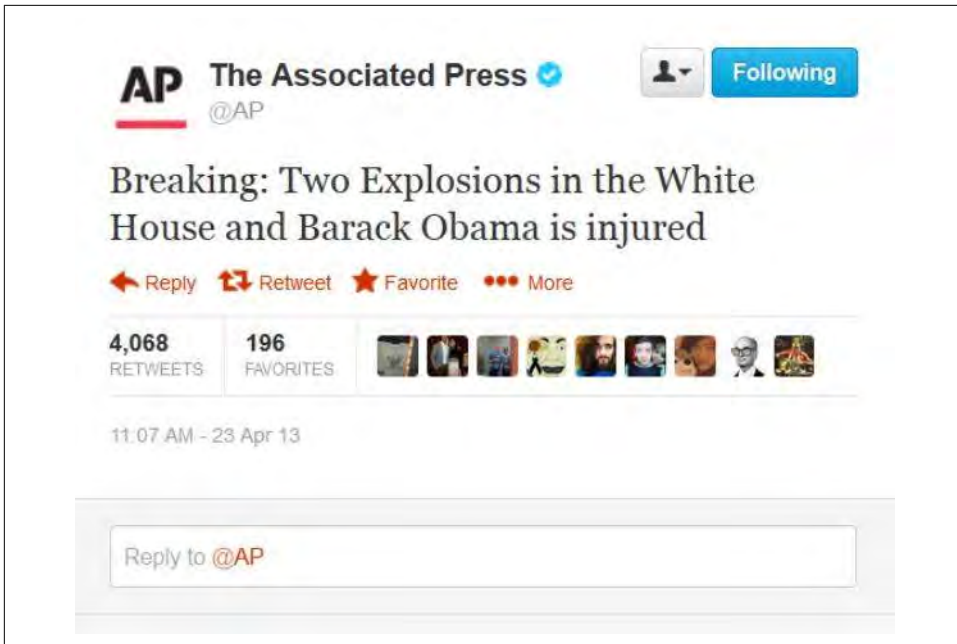 AP The Associated Press Following
@AP
Breaking: Two Explosions in the White
House and Barack Obama is injured
Reply Retweet Favorite More
4,068 196
RETWEETS FAVORITES
11:07 AM - 23 Apr 13
Reply to @AP